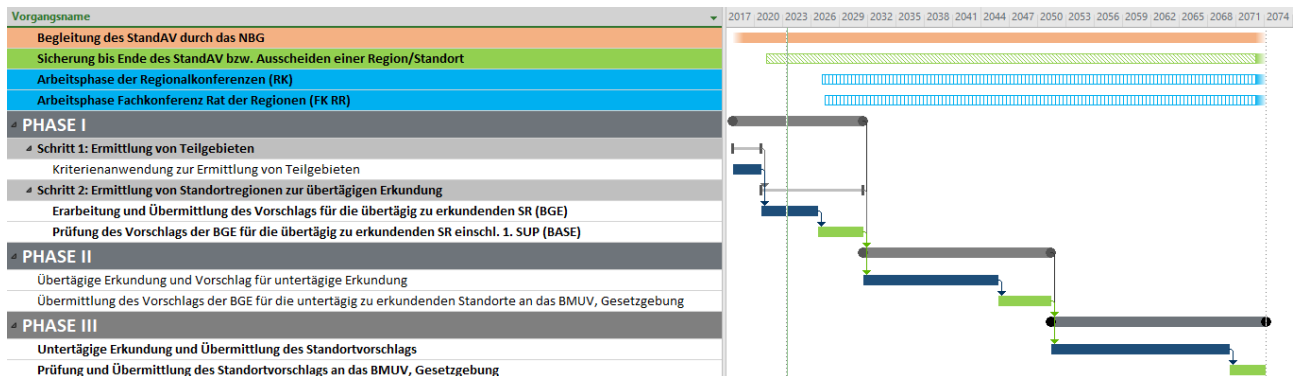 Vorgangsname 2017 2020 2023 2026 2029 2032 2035 2038 2041 2044 2047 2050 2053 2056 2059 2062 2065 2068 2071 2074
Begleitung des StandAV durch das NBG
Sicherung bis Ende des StandAV bzw. Ausscheiden einer Region/Standort
Arbeitsphase der Regionalkonferenzen (RK)
Arbeitsphase Fachkonferenz Rat der Regionen (FK RR)
PHASE I
Schritt 1: Ermittlung von Teilgebieten
Kriterienanwendung zur Ermittlung von Teilgebieten
Schritt 2: Ermittlung von Standortregionen zur übertägigen Erkundung
Erarbeitung und Übermittlung des Vorschlags für die übertägig zu erkundenden SR (BGE)
Prüfung des Vorschlags der BGE für die übertägig zu erkundenden SR einschl. 1. SUP (BASE)
PHASE II
Übertägige Erkundung und Vorschlag für untertägige Erkundung
Übermittlung des Vorschlags der BGE für die untertägig zu erkundenden Standorte an das BMUV, Gesetzgebung
PHASE III
Untertägige Erkundung und Übermittlung des Standortvorschlags
Prüfung und Übermittlung des Standortvorschlags an das BMUV, Gesetzgebung